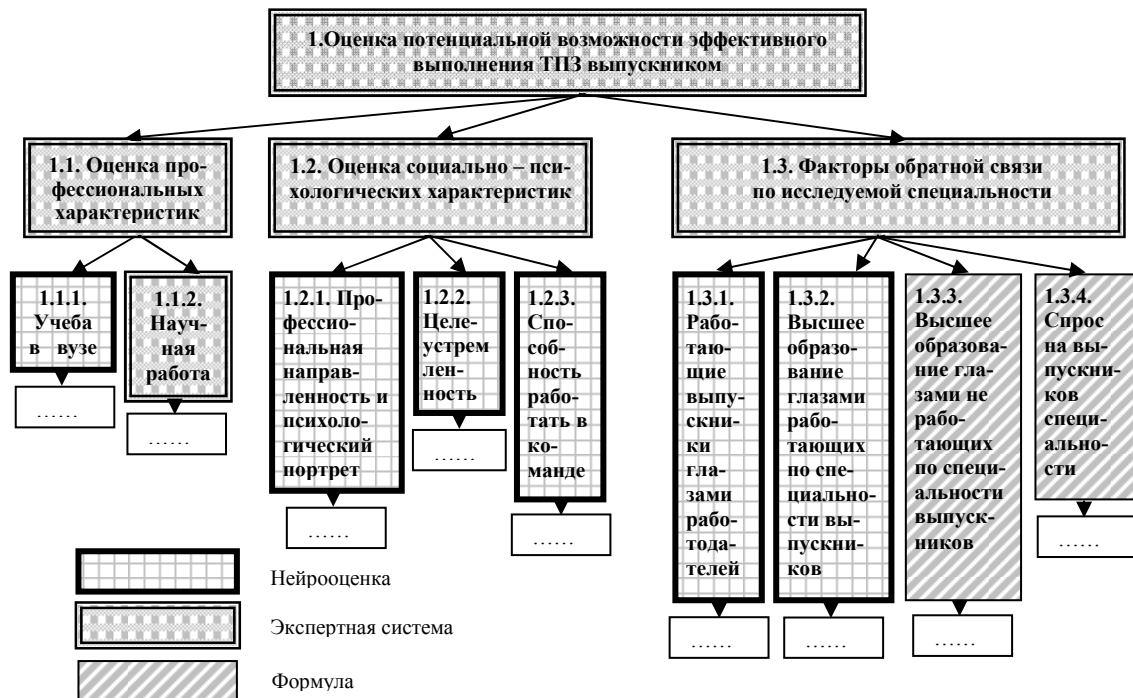 1.Оценка потенциальной возможности эффективного
выполнения ТПЗ выпускником
1.1. Оценка про-
фессиональных
характеристик
1.2. Оценка социально – пси-
хологических характеристик
1.3. Факторы обратной связи
по исследуемой специальности
1.1.1.
Учеба
в вузе
……
1.1.2.
Науч-
ная
работа
……
1.2.1. Про-
фессио-
нальная
направ-
ленность и
психоло-
гический
портрет
……
1.2.2.
Целе-
устрем
лен-
ность
……
1.2.3.
Спо-
соб-
ность
рабо-
тать в
ко-
манде
……
1.3.1.
Рабо-
таю-
щие
выпу-
скни-
ки
гла-
зами
рабо-
тода-
телей
……
1.3.2.
Высшее
образо-
вание
глазами
рабо-
тающих
по спе-
циально-
сти вы-
пускни-
ков
……
1.3.3.
Высшее
образова-
ние гла-
зами не
рабо-
тающих
по специ-
альности
выпуск-
ников
……
1.3.4.
Спрос
на вы-
пускни-
ков
специ-
ально-
сти
……
Нейрооценка
Экспертная система
Формула